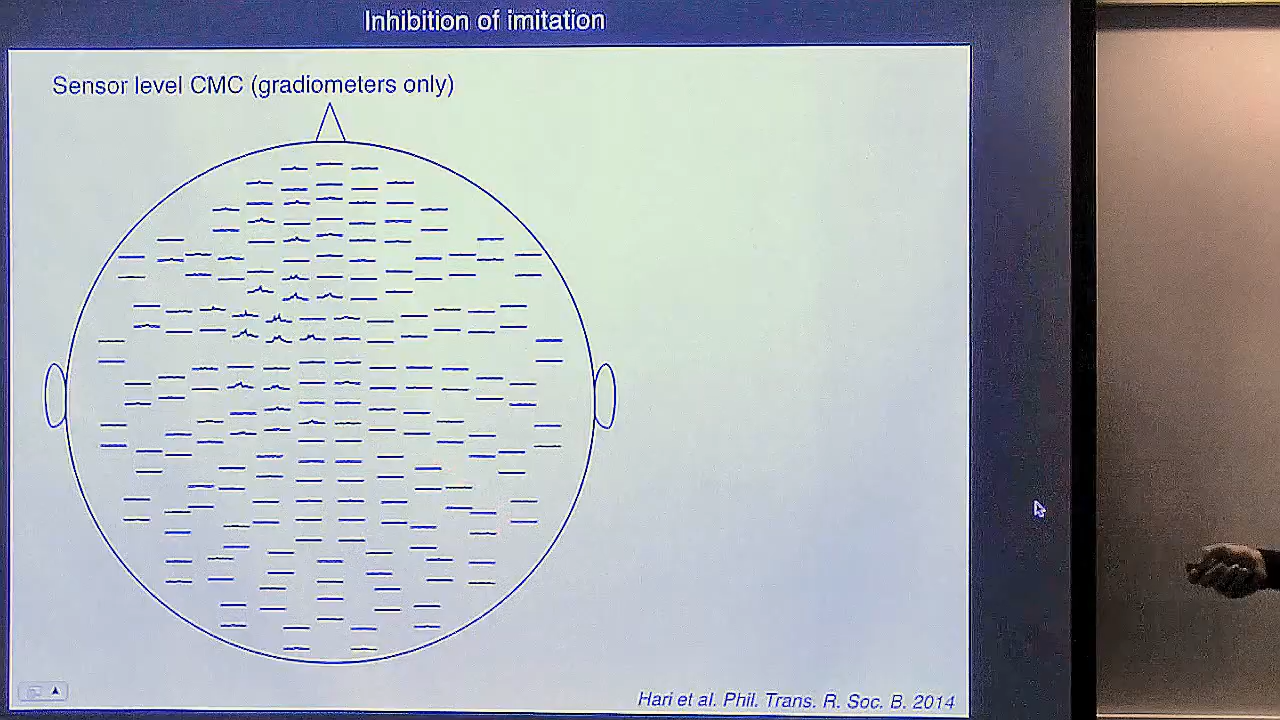 Inhibition of imitation
Sensor level CMC (gradiometers only)
Hari et al. Phil. Trans. R. Soc. B. 2014